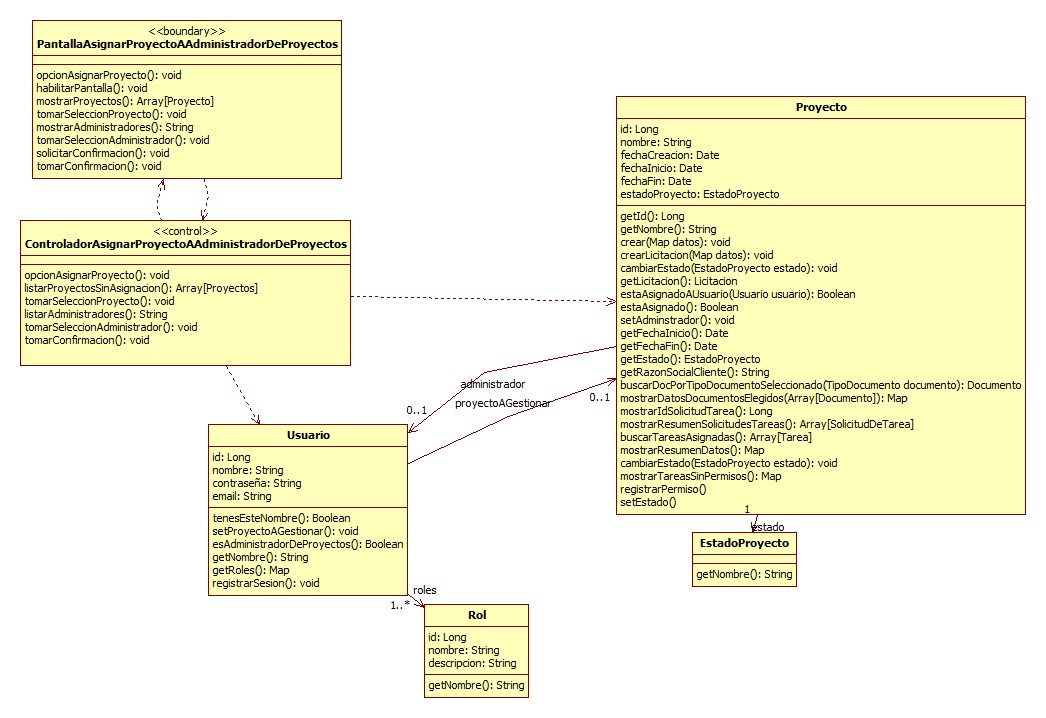 <<boundary>>
PantallaAsignarProyectoAAdministradorDeProyectos
opcionAsignarProyecto(): void
habilitarPantalla(): void
mostrarProyectos(): Array[Proyecto]
tomarSeleccionProyecto(): void
mostrarAdministradores(): String
tomarSeleccionAdministrador(): void
solicitarConfirmacion(): void
tomarConfirmacion(): void
<<control>>
ControladorAsignarProyectoAAdministradorDeProyectos
opcionAsignarProyecto(): void
listarProyectosSinAsignacion(): Array[Proyectos]
tomarSeleccionProyecto(): void
listarAdministradores(): String
tomarSeleccionAdministrador(): void
tomarConfirmacion(): void
Proyecto
id: Long
nombre: String
fechaCreacion: Date
fechaInicio: Date
fechaFin: Date
estadoProyecto: EstadoProyecto
getId(): Long
getNombre(): String
crear(Map datos): void
crearLicitacion(Map datos): void
cambiarEstado(EstadoProyecto estado): void
getLicitacion(): Licitacion
estaAsignadoAUsuario(Usuario usuario): Boolean
estaAsignado(): Boolean
setAdminstrador(): void
getFechaInicio(): Date
getFechaFin(): Date
getEstado(): EstadoProyecto
getRazonSocialCliente(): String
buscarDocPorTipoDocumentoSeleccionado(TipoDocumento documento): Documento
mostrarDatosDocumentosElegidos(Array[Documento]): Map
mostrarIdSolicitudTarea(): Long
mostrarResumenSolicitudesTareas(): Array[SolicitudDeTarea]
buscarTareasAsignadas(): Array[Tarea]
mostrarResumenDatos(): Map
cambiarEstado(EstadoProyecto estado): void
mostrarTareasSinPermisos(): Map
registrarPermiso()
setEstado()
administrador
0..1
proyectoAGestionar
0..1
Usuario
id: Long
nombre: String
contraseña: String
email: String
tenesEsteNombre(): Boolean
setProyectoAGestionar(): void
esAdministradorDeProyectos(): Boolean
getNombre(): String
getRoles(): Map
registrarSesion(): void
1
estado
EstadoProyecto
getNombre(): String
roles
1..*
Rol
id: Long
nombre: String
descripcion: String
getNombre(): String